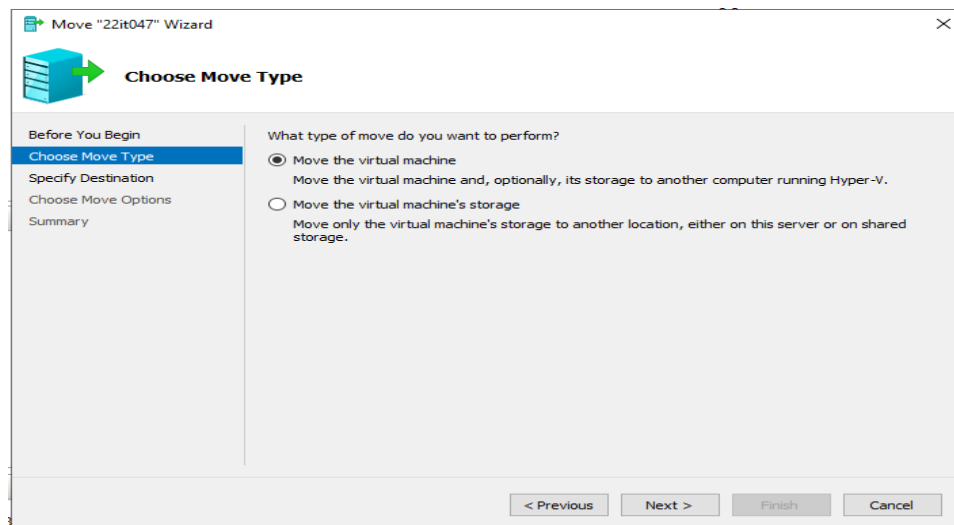 Move "22it047" Wizard
Choose Move Type
Before You Begin
Choose Move Type
Specify Destination
Choose Move Options
Summary
What type of move do you want to perform?
Move the virtual machine
Move the virtual machine and, optionally, its storage to another computer running Hyper-V.
Move the virtual machine's storage
Move only the virtual machine's storage to another location, either on this server or on shared
storage.
< Previous
Next >
Finish
Cancel